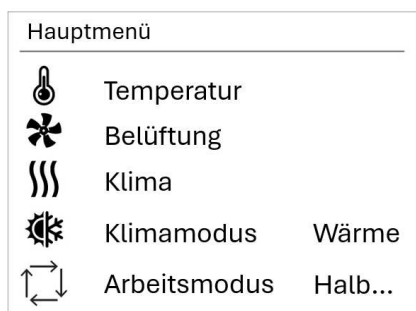 Hauptmenü
Temperatur
Belüftung
Klima
Klimamodus Wärme
Arbeitsmodus Halb...